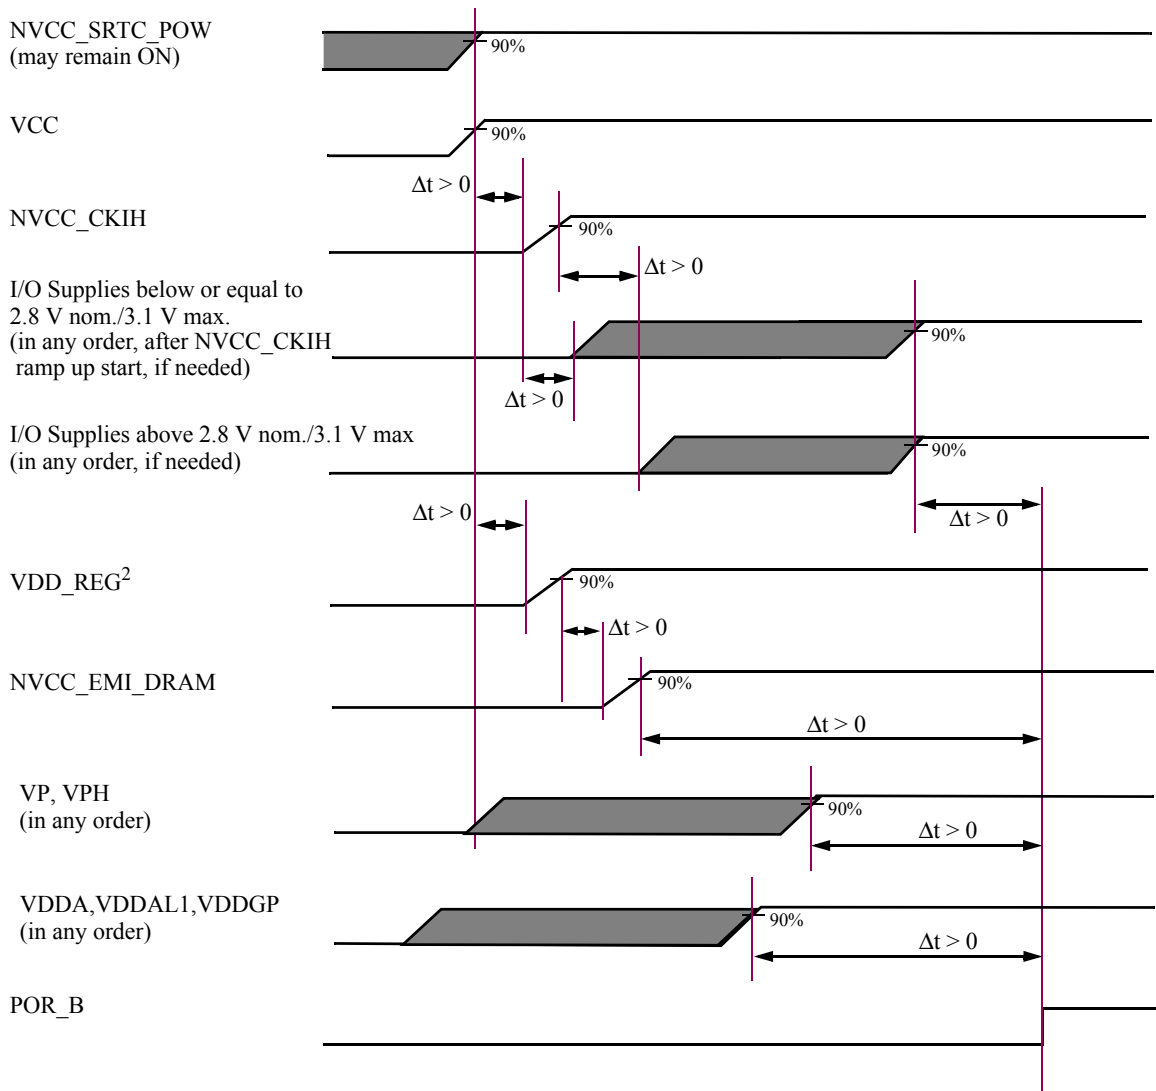 NVCC_SRTC_POW
(may remain ON)
90%
VCC
90%
Δt > 0
NVCC_CKIH
90%
Δt > 0
I/O Supplies below or equal to
2.8 V nom./3.1 V max.
(in any order, after NVCC_CKIH
ramp up start, if needed)
90%
Δt > 0
I/O Supplies above 2.8 V nom./3.1 V max
(in any order, if needed)
90%
Δt > 0
Δt > 0
VDD_REG²
90%
Δt > 0
NVCC_EMI_DRAM
90%
Δt > 0
VP, VPH
(in any order)
90%
Δt > 0
VDDA,VDDAL1,VDDGP
(in any order)
90%
Δt > 0
POR_B